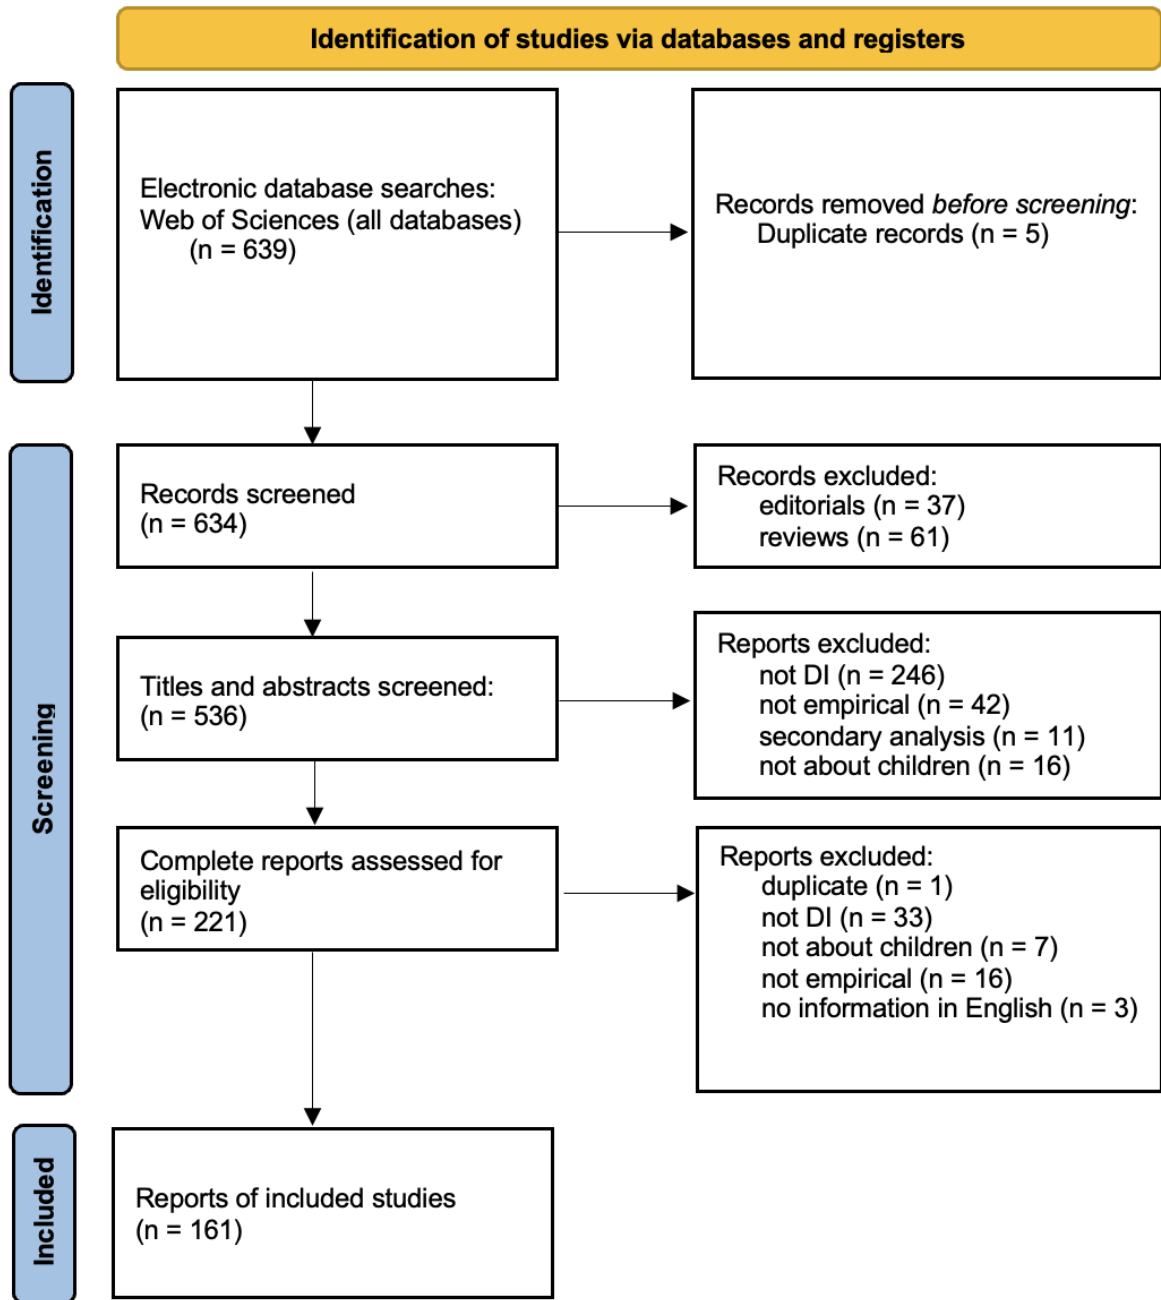 Identification of studies via databases and registers
Identification
Electronic database searches:
Web of Sciences (all databases)
(n = 639)
Records removed before screening:
Duplicate records (n = 5)
Screening
Records screened
(n = 634)
Records excluded:
editorials (n = 37)
reviews (n = 61)
Titles and abstracts screened:
(n = 536)
Reports excluded:
not DI (n = 246)
not empirical (n = 42)
secondary analysis (n = 11)
not about children (n = 16)
Complete reports assessed for
eligibility
(n = 221)
Reports excluded:
duplicate (n = 1)
not DI (n = 33)
not about children (n = 7)
not empirical (n = 16)
no information in English (n = 3)
Included
Reports of included studies
(n = 161)